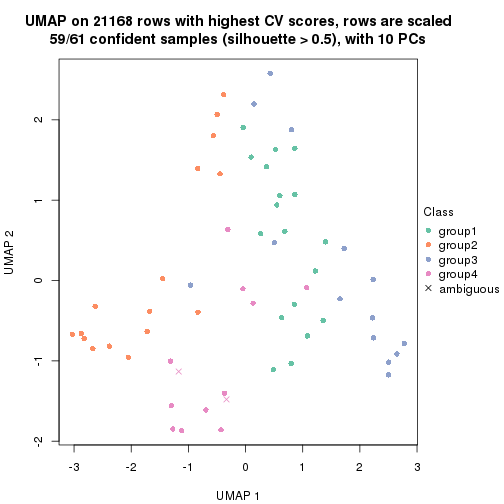 UMAP on 21168 rows with highest CV scores, rows are scaled
59/61 confident samples (silhouette > 0.5), with 10 PCs
UMAP 2
2
1
0
-1
-2
-3
-2
-1
0
1
2
3
UMAP 1
Class
group1
group2
group3
group4
ambiguous